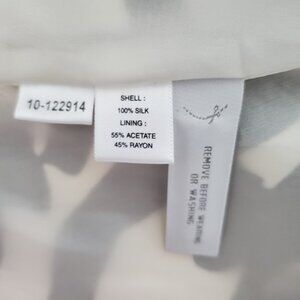 10-122914
SHELL :
100% SILK
LINING :
55% ACETATE
45% RAYON
REMOVE BEFORE WEARING
OR WASHING